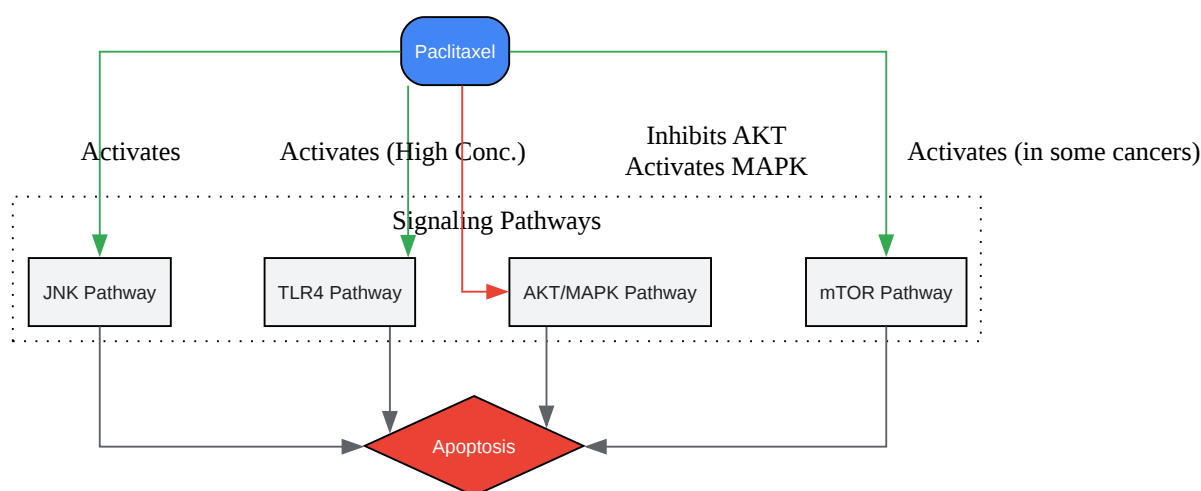 Paclitaxel
Activates
Activates (High Conc.)
Inhibits AKT
Activates MAPK
Activates (in some cancers)
Signaling Pathways
JNK Pathway
TLR4 Pathway
AKT/MAPK Pathway
mTOR Pathway
Apoptosis